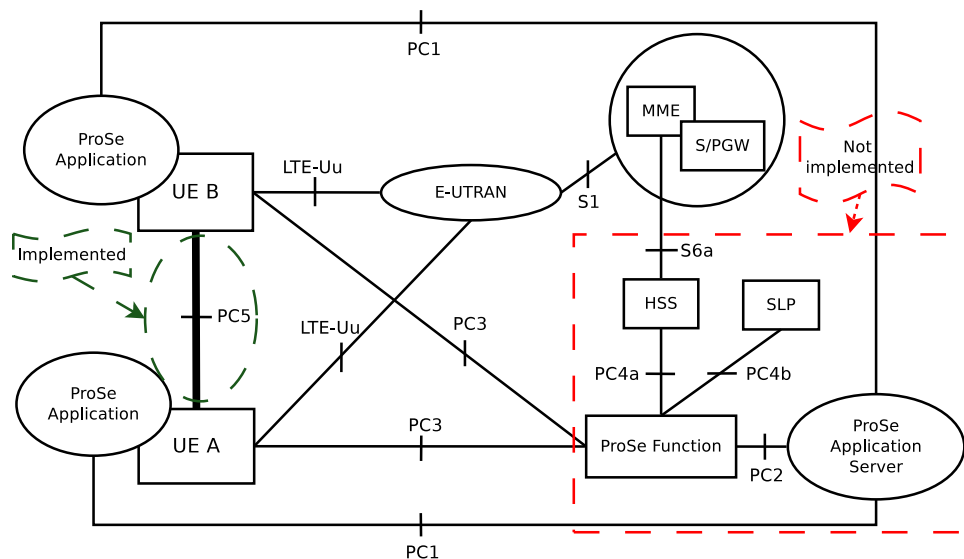 PC1
MME
S/PGW
Not
implemented
ProSe
Application
UE B
LTE-Uu
E-UTRAN
S1
Implemented
S6a
PC5
HSS
SLP
LTE-Uu
PC3
PC4a
PC4b
ProSe
Application
UE A
PC3
ProSe Function
PC2
ProSe
Application
Server
PC1